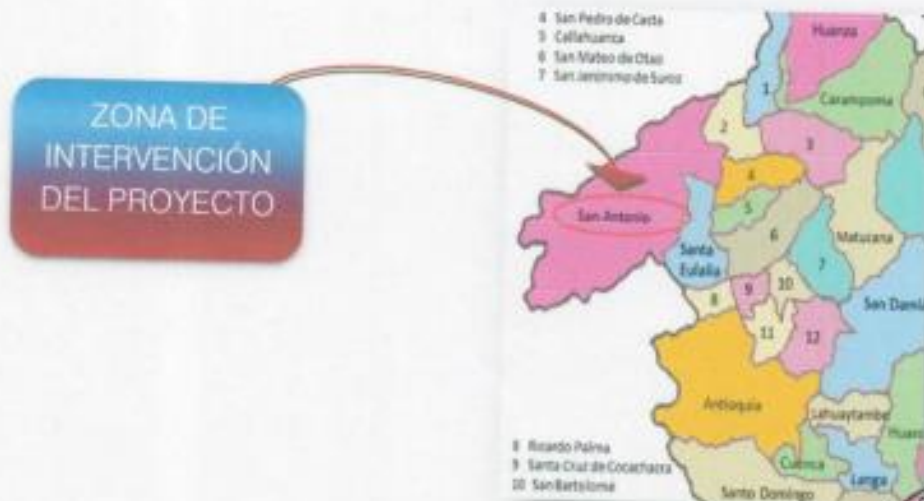 ZONA DE
INTERVENCIÓN
DEL PROYECTO
4 San Pedro de Casta
5 Callahuanca
6 San Mateo de Otao
7 San Jerónimo de Surco
Huanza
1
Carampoma
2
3
4
5
San Antonio
6
Matucana
Santa
Eulalia
7
10
9
8
San Damia
11
12
Antioquia
Lahuaytambo
Huaro
8 Ricardo Palma
9 Santa Cruz de Cocachacra
10 San Bartolome
Cuenca
Langa
Santo Domingo